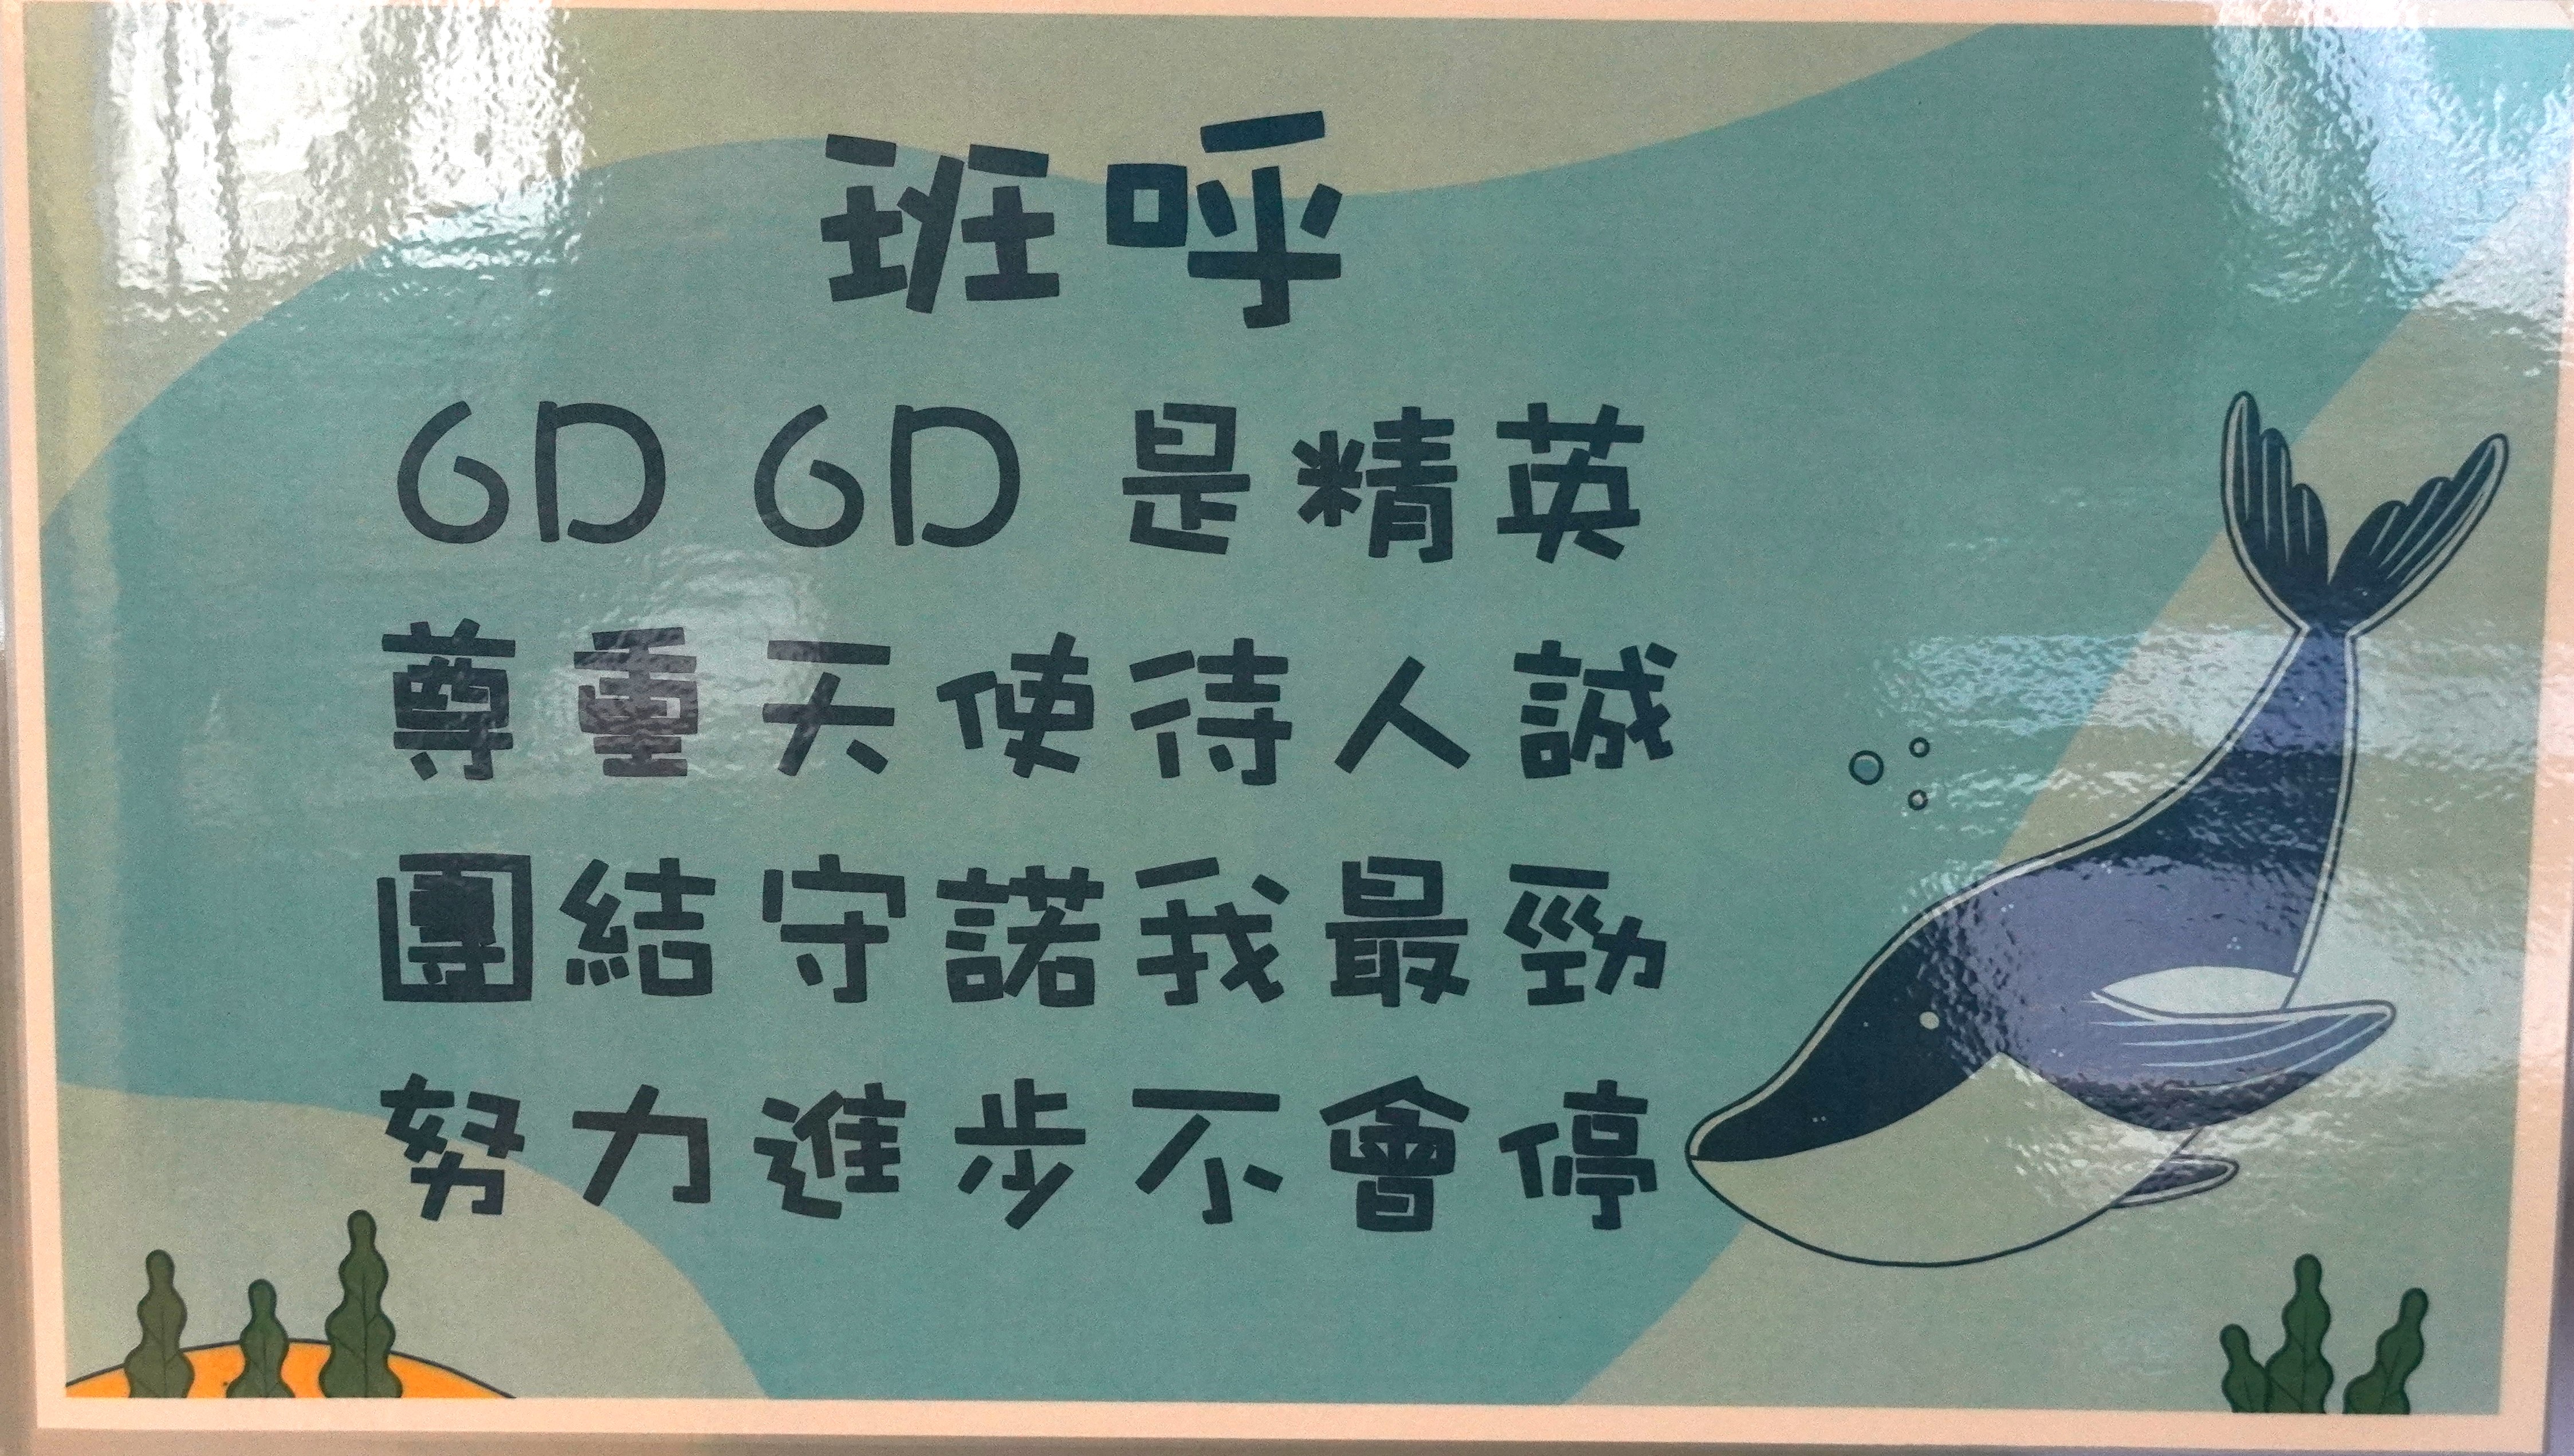 班呼
6D 6D 是精英
尊重天使待人誠
團結守諾我最勁
努力進步不會停